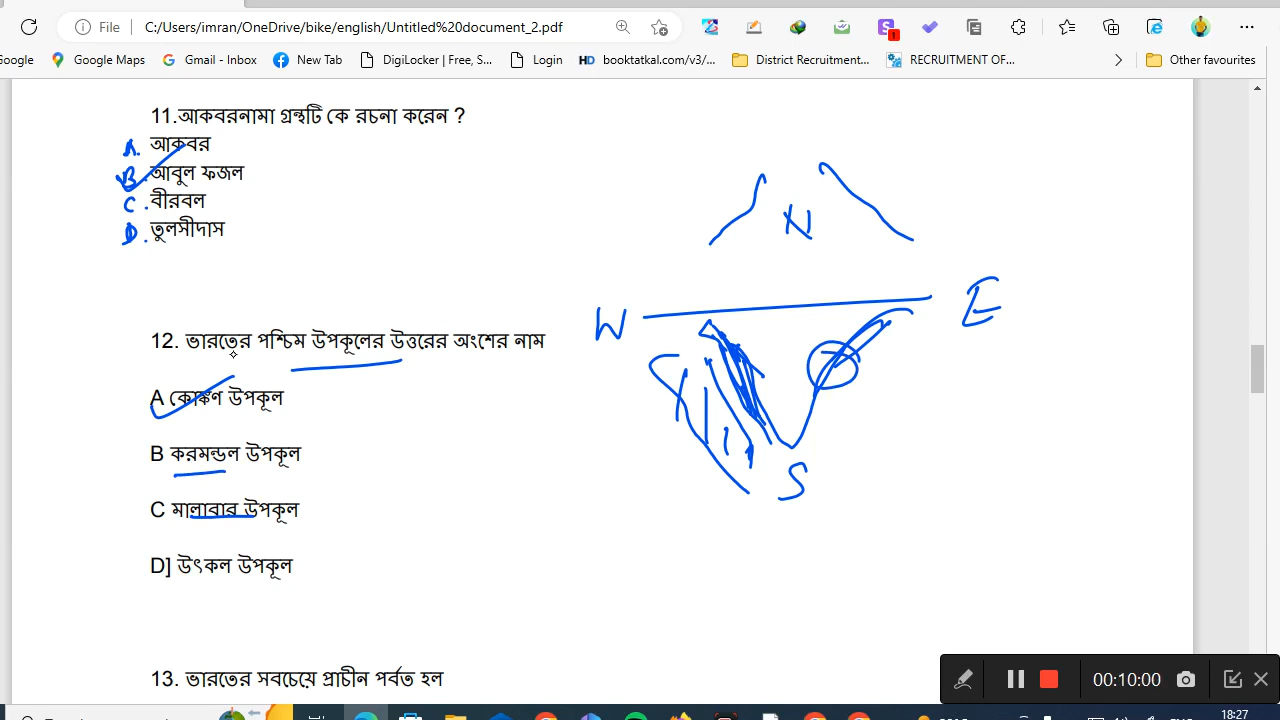 File
C:/Users/imran/OneDrive/bike/english/Untitled%20document_2.pdf
Google
Google Maps
Gmail - Inbox
New Tab
DigiLocker | Free, S...
Login
HD booktatkal.com/v3/...
District Recruitment...
RECRUITMENT OF...
Other favourites
11.আকবরনামা গ্রন্থটি কে রচনা করেন ?
A. আকবর
B. আবুল ফজল
C. বীরবল
D. তুলসীদাস
N
W
E
S
12. ভারতের পশ্চিম উপকূলের উত্তরের অংশের নাম
A কোঙ্কণ উপকূল
B করমন্ডল উপকূল
C মালাবার উপকূল
D] উৎকল উপকূল
13. ভারতের সবচেয়ে প্রাচীন পর্বত হল
00:10:00
18:27